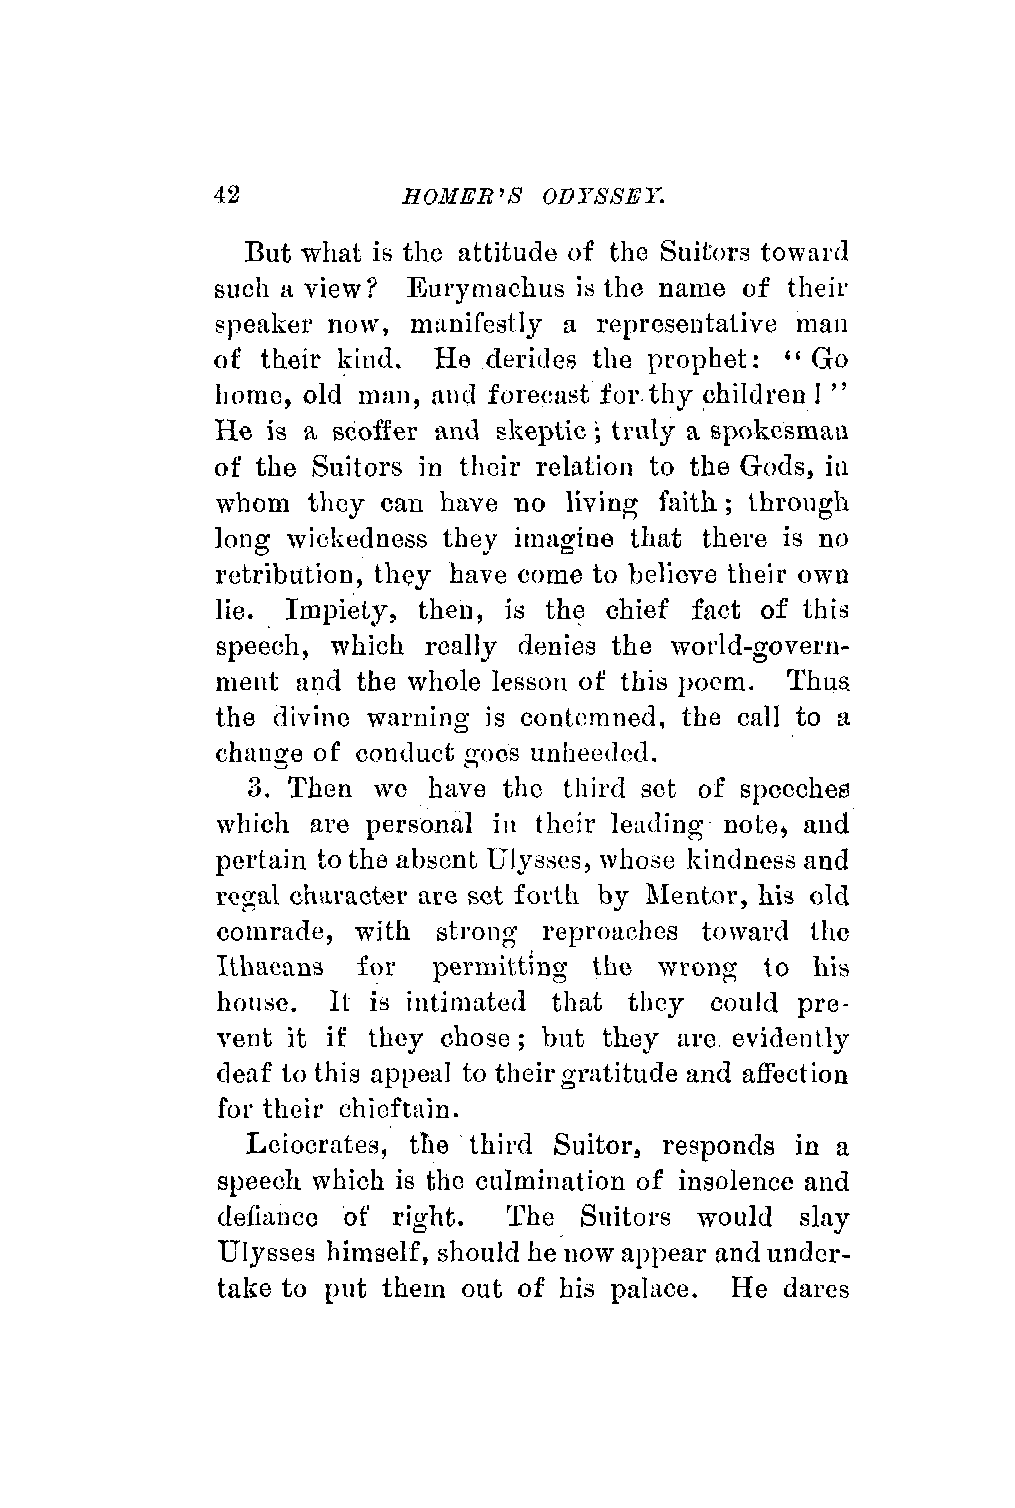 42 HOMER'S ODYSSEY.
But what is the attitude of the Suitors toward
such a view? Eurymachus is the name of their
speaker now, manifestly a representative man
of their kind. He derides the prophet: “ Go
home, old man, and forecast for thy children! ”
He is a scoffer and skeptic; truly a spokesman
of the Suitors in their relation to the Gods, in
whom they can have no living faith; through
long wickedness they imagine that there is no
retribution, they have come to believe their own
lie. Impiety, then, is the chief fact of this
speech, which really denies the world-govern-
ment and the whole lesson of this poem. Thus
the divine warning is contemned, the call to a
change of conduct goes unheeded.
3. Then we have the third set of speeches
which are personal in their leading note, and
pertain to the absent Ulysses, whose kindness and
regal character are set forth by Mentor, his old
comrade, with strong reproaches toward the
Ithacans for permitting the wrong to his
house. It is intimated that they could pre-
vent it if they chose; but they are evidently
deaf to this appeal to their gratitude and affection
for their chieftain.
Leiocrates, the third Suitor, responds in a
speech which is the culmination of insolence and
defiance of right. The Suitors would slay
Ulysses himself, should he now appear and under-
take to put them out of his palace. He dares